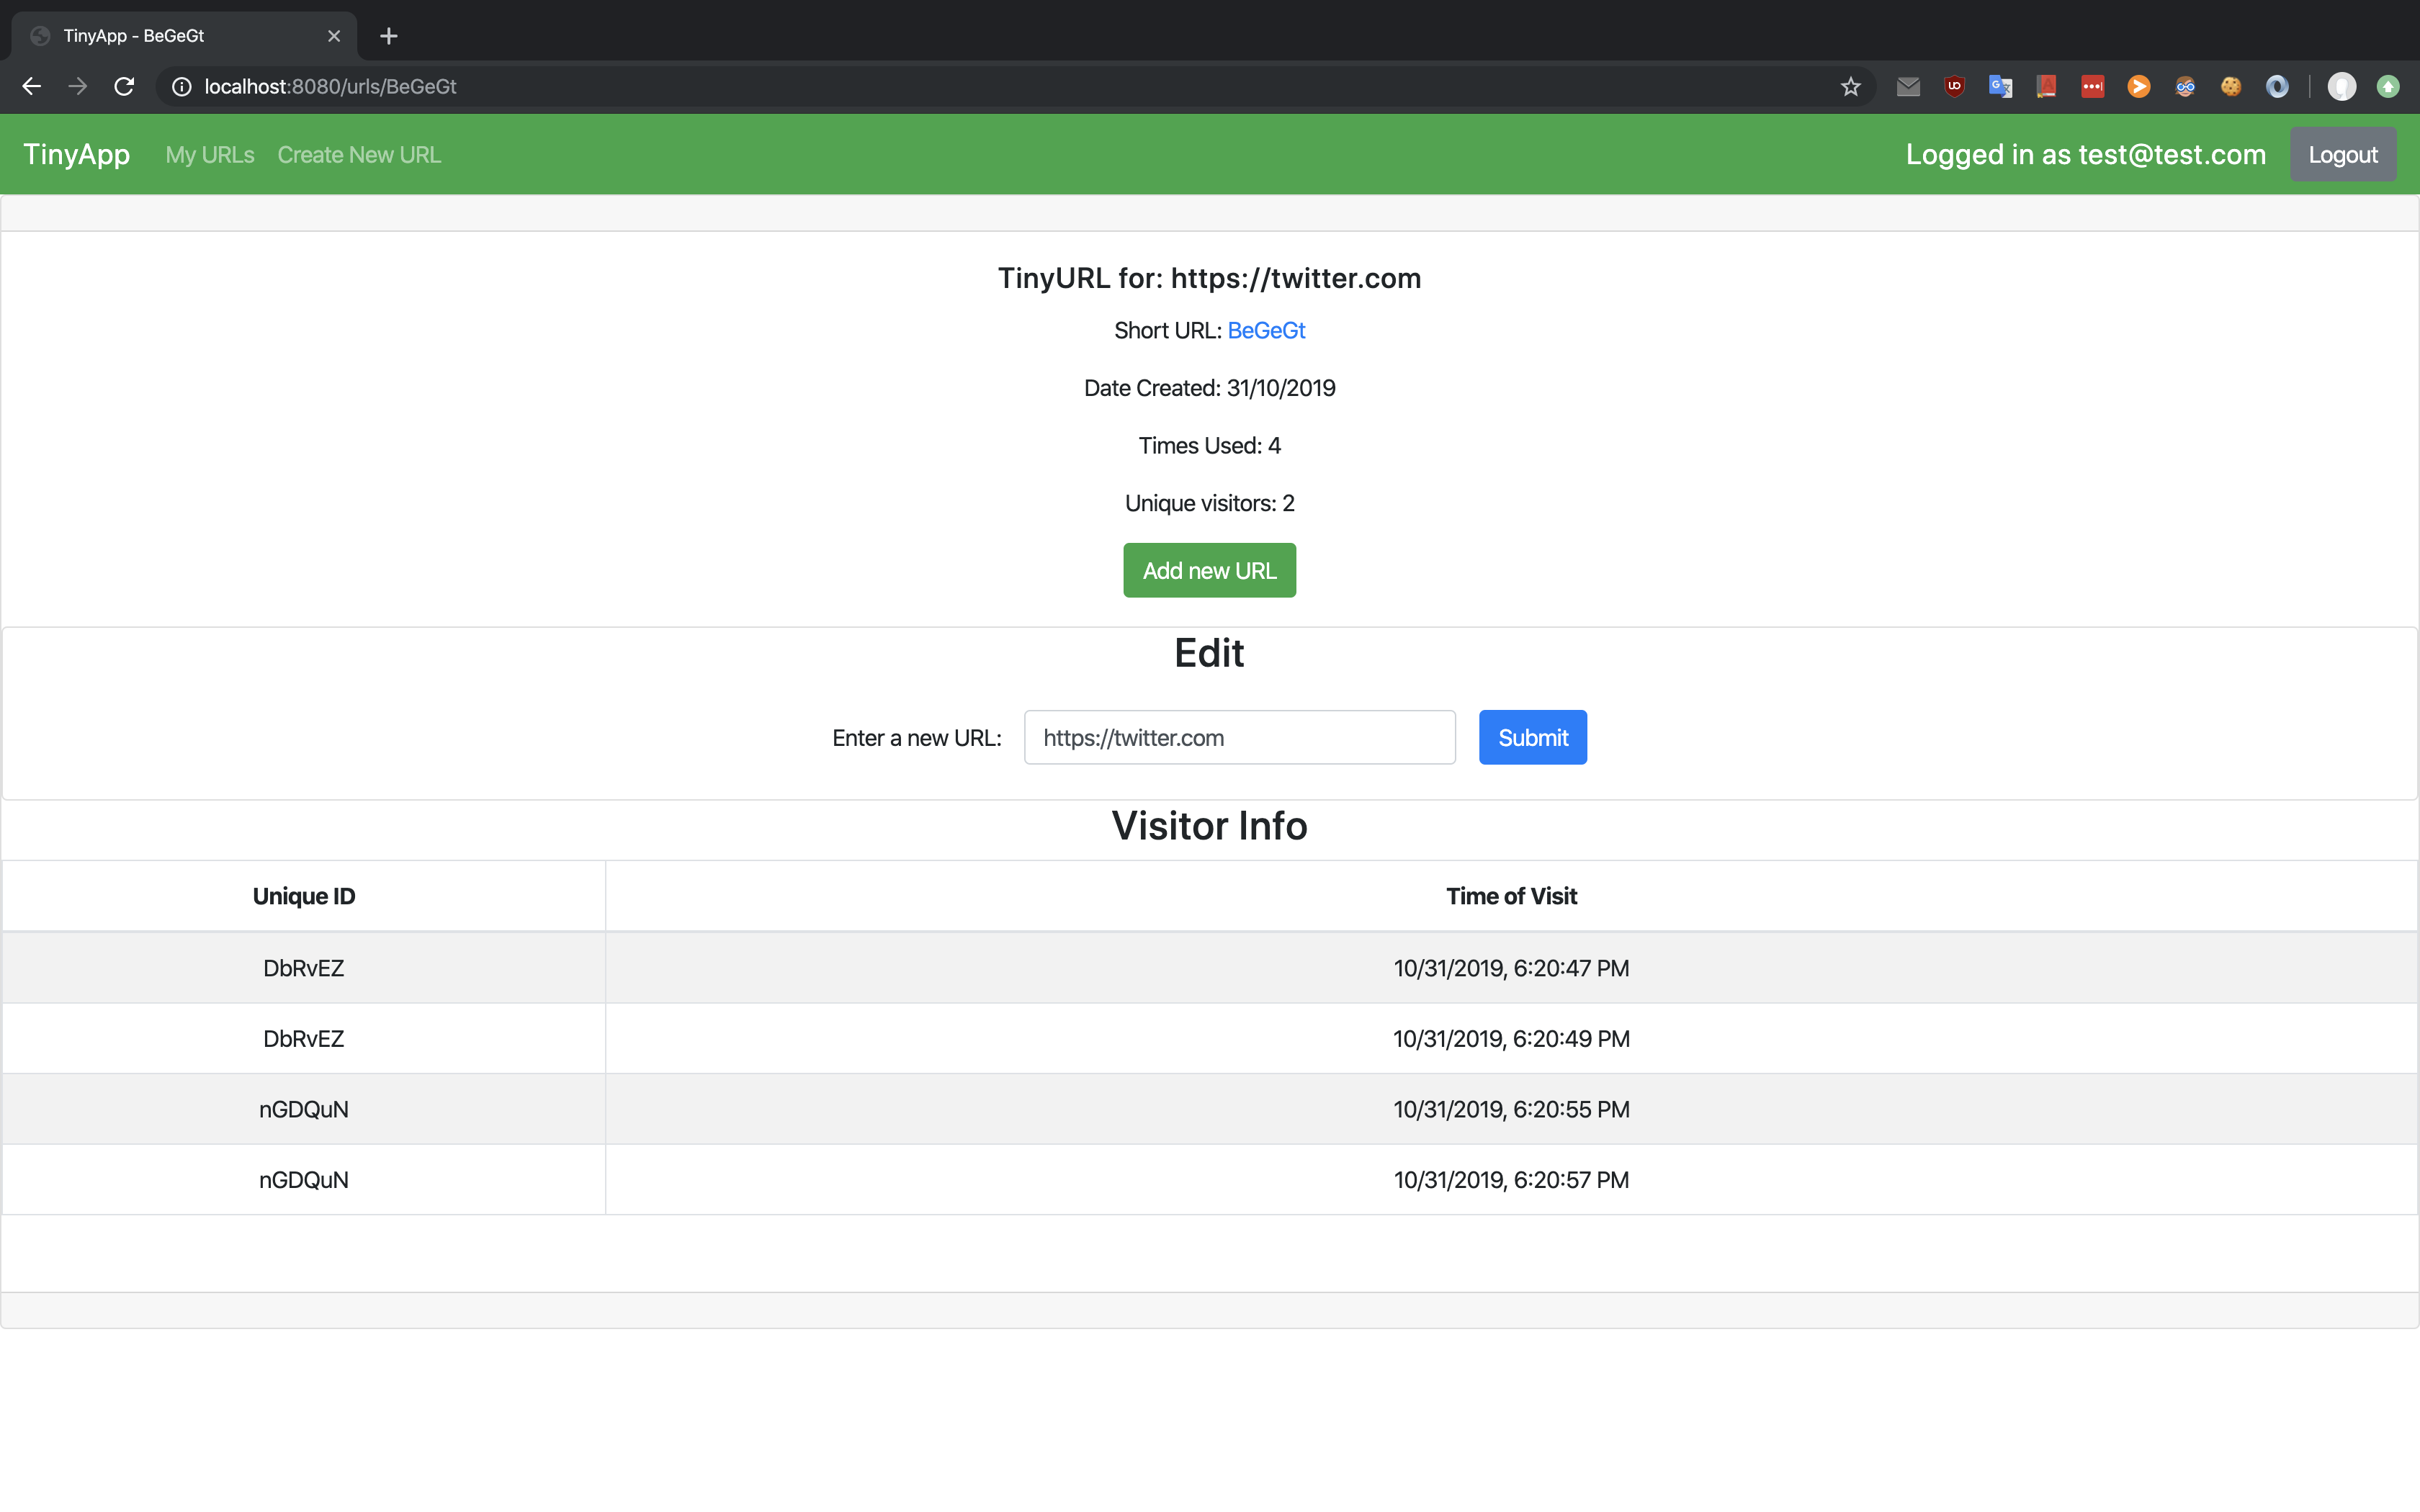 TinyApp - BeGeGt
localhost:8080/urls/BeGeGt
TinyApp My URLs Create New URL Logged in as test@test.com Logout
TinyURL for: https://twitter.com
Short URL: BeGeGt
Date Created: 31/10/2019
Times Used: 4
Unique visitors: 2
Add new URL
Edit
Enter a new URL: https://twitter.com Submit
Visitor Info
Unique ID Time of Visit
DbRvEZ 10/31/2019, 6:20:47 PM
DbRvEZ 10/31/2019, 6:20:49 PM
nGDQuN 10/31/2019, 6:20:55 PM
nGDQuN 10/31/2019, 6:20:57 PM